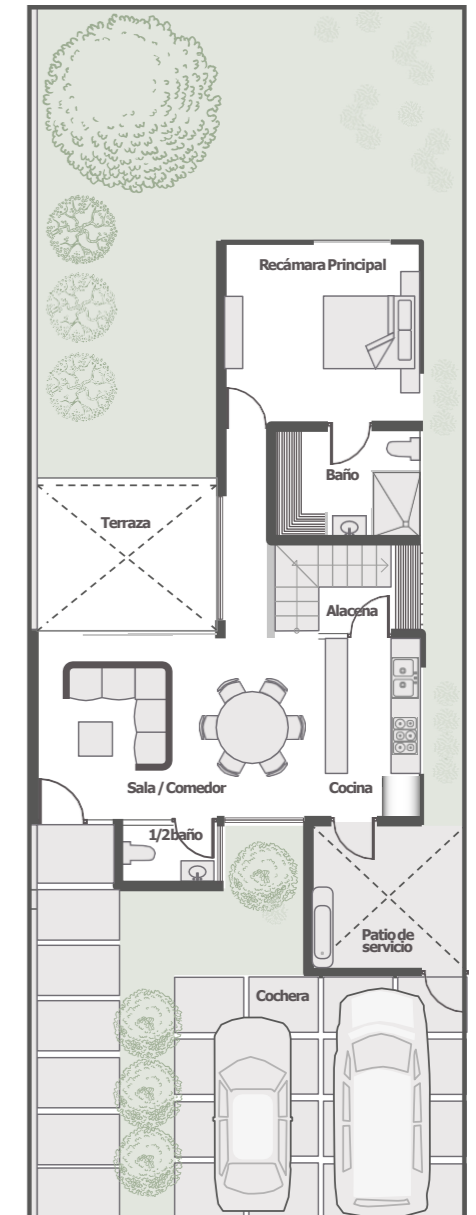 Recámara Principal
Baño
Terraza
Alacena
Sala / Comedor
Cocina
1/2baño
Patio de
servicio
Cochera